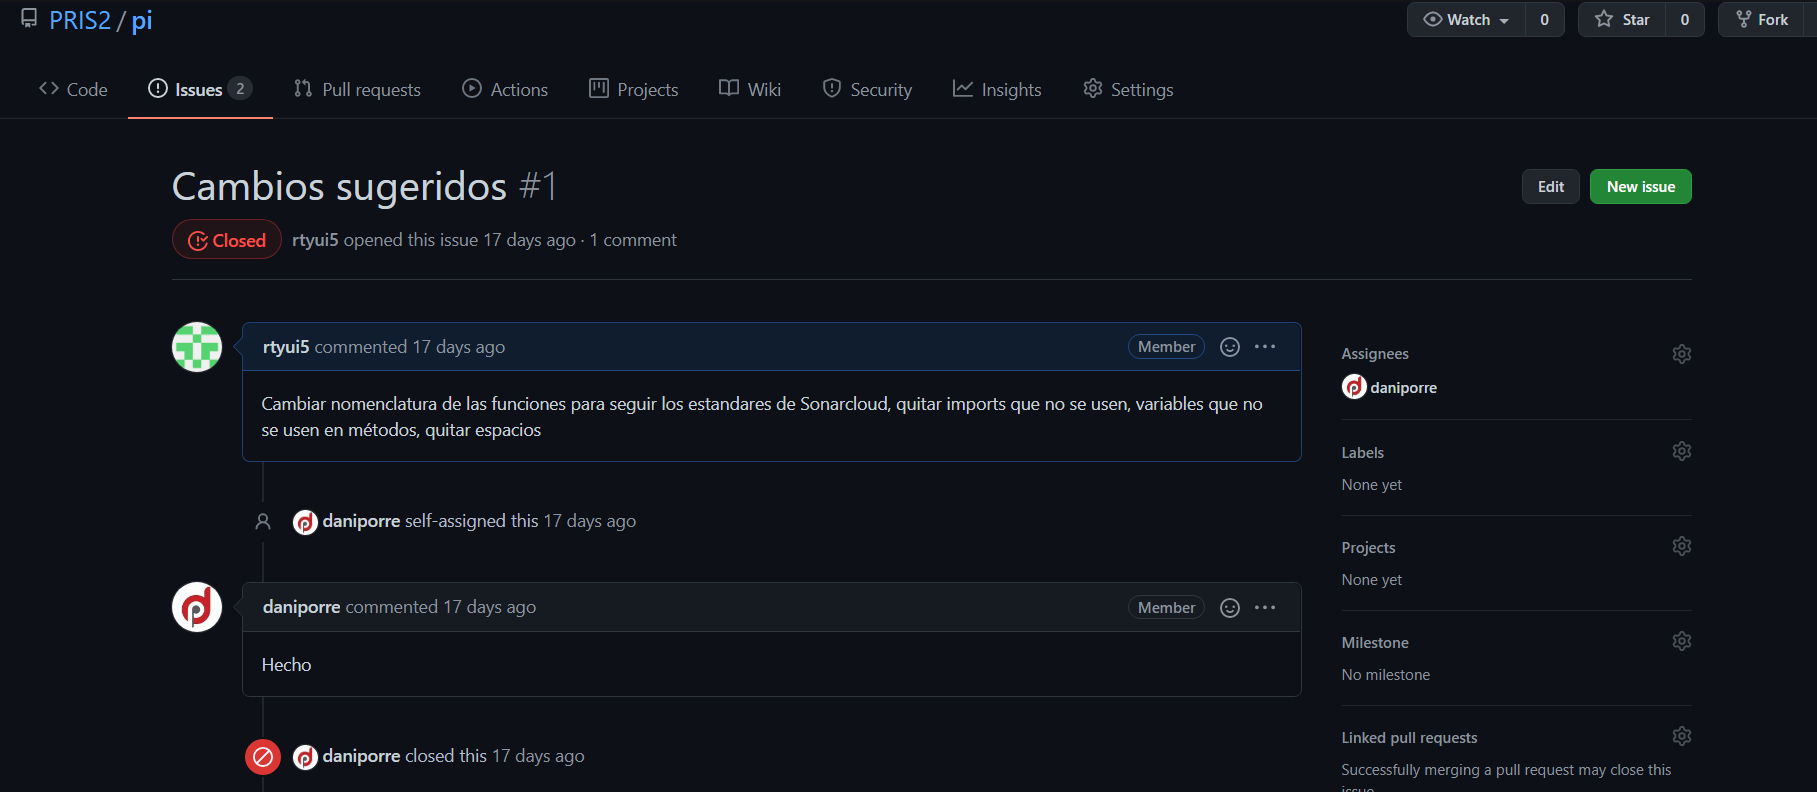 PRIS2 / pi
Watch 0 Star 0 Fork
Code Issues 2 Pull requests Actions Projects Wiki Security Insights Settings
Cambios sugeridos #1
Edit New issue
Closed rtyui5 opened this issue 17 days ago · 1 comment
rtyui5 commented 17 days ago Member ...
Cambiar nomenclatura de las funciones para seguir los estandares de Sonarcloud, quitar imports que no se usen, variables que no
se usen en métodos, quitar espacios
daniporre self-assigned this 17 days ago
daniporre commented 17 days ago Member ...
Hecho
daniporre closed this 17 days ago
Assignees
daniporre
Labels
None yet
Projects
None yet
Milestone
No milestone
Linked pull requests
Successfully merging a pull request may close this
issue.